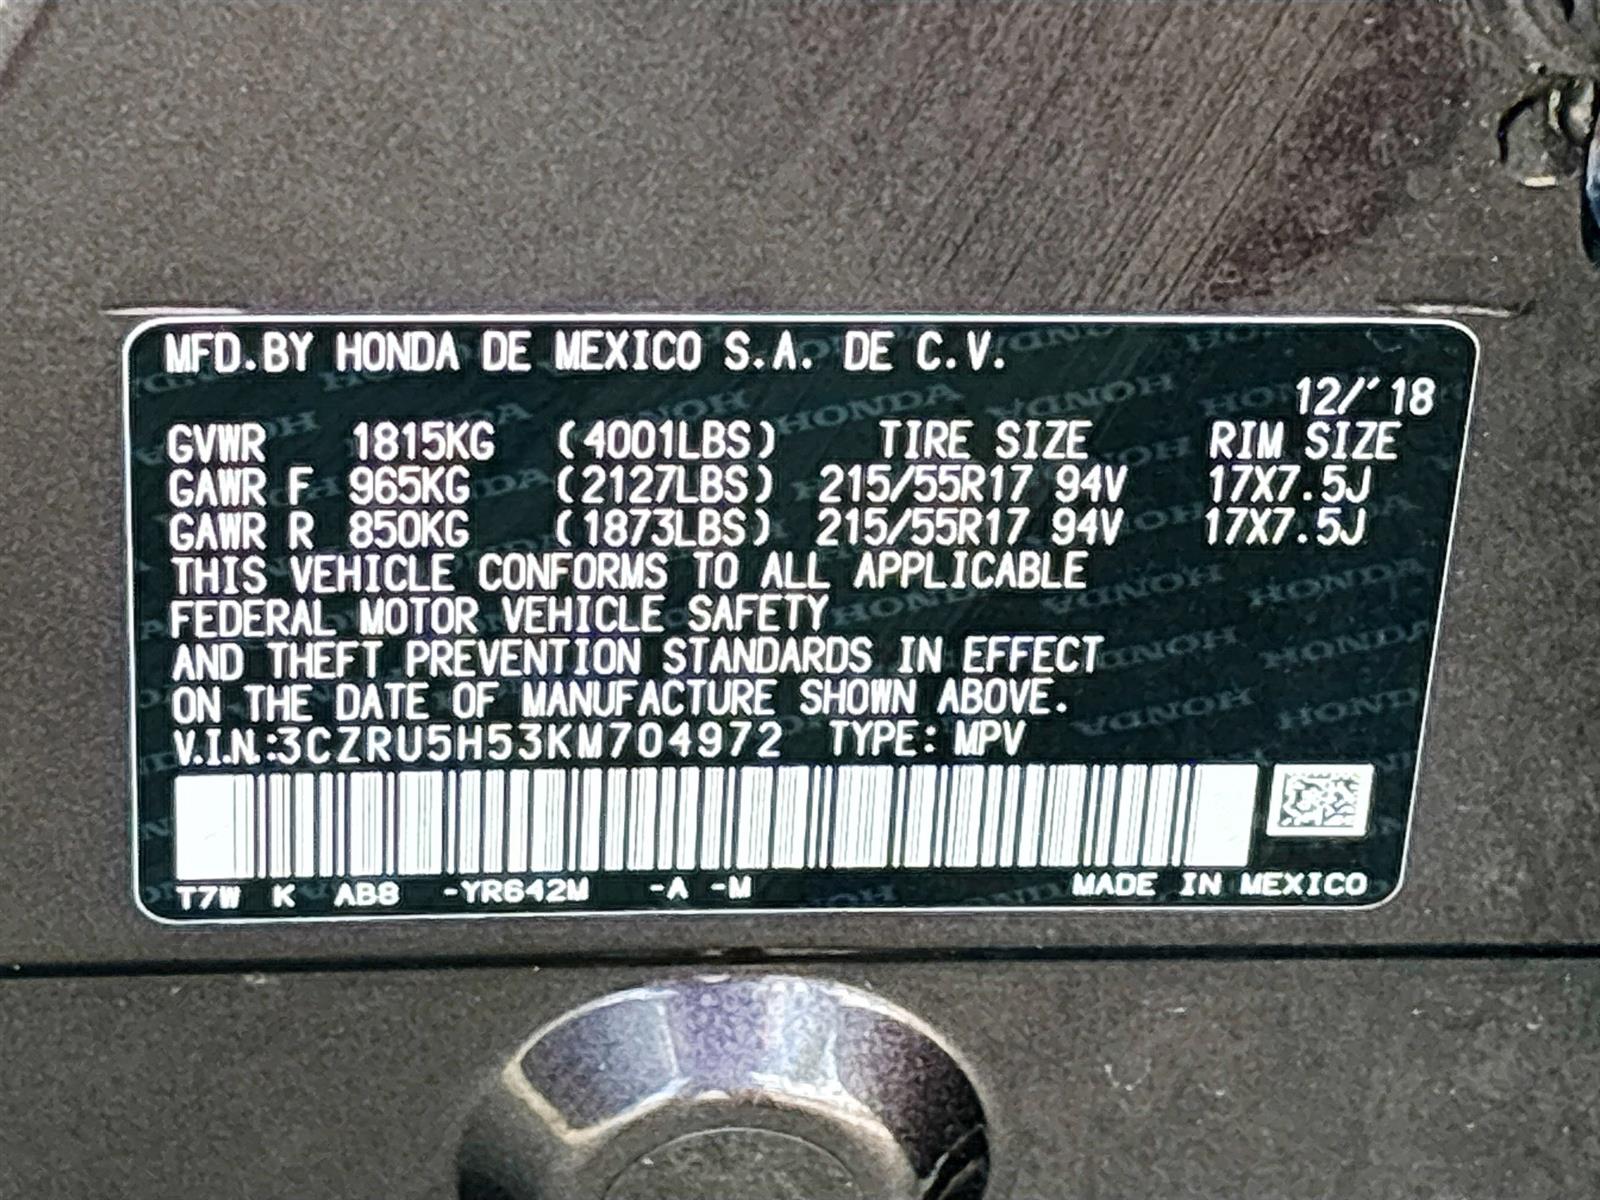 MFD.BY HONDA DE MEXICO S.A. DE C.V.
12/'18
GVWR 1815KG (4001LBS) TIRE SIZE RIM SIZE
GAWR F 965KG (2127LBS) 215/55R17 94V 17X7.5J
GAWR R 850KG (1873LBS) 215/55R17 94V 17X7.5J
THIS VEHICLE CONFORMS TO ALL APPLICABLE
FEDERAL MOTOR VEHICLE SAFETY
AND THEFT PREVENTION STANDARDS IN EFFECT
ON THE DATE OF MANUFACTURE SHOWN ABOVE.
V.I.N.:3CZRU5H53KM704972 TYPE: MPV
T7W K AB8 -YR642M -A -M MADE IN MEXICO